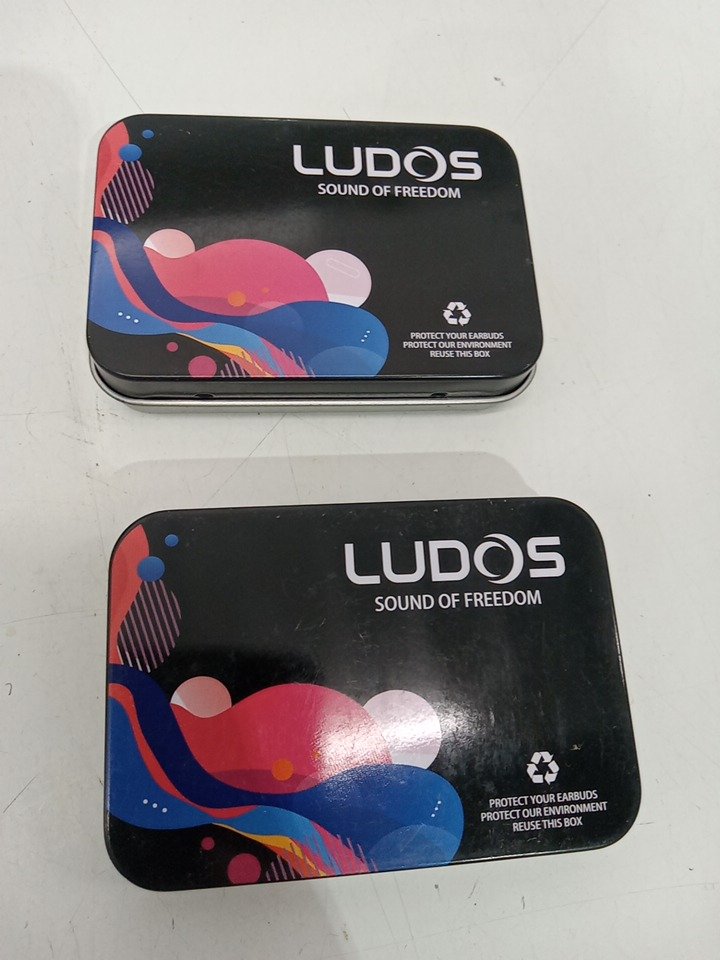 LUDOS
SOUND OF FREEDOM
PROTECT YOUR EARBUDS
PROTECT OUR ENVIRONMENT
REUSE THIS BOX
LUDOS
SOUND OF FREEDOM
PROTECT YOUR EARBUDS
PROTECT OUR ENVIRONMENT
REUSE THIS BOX